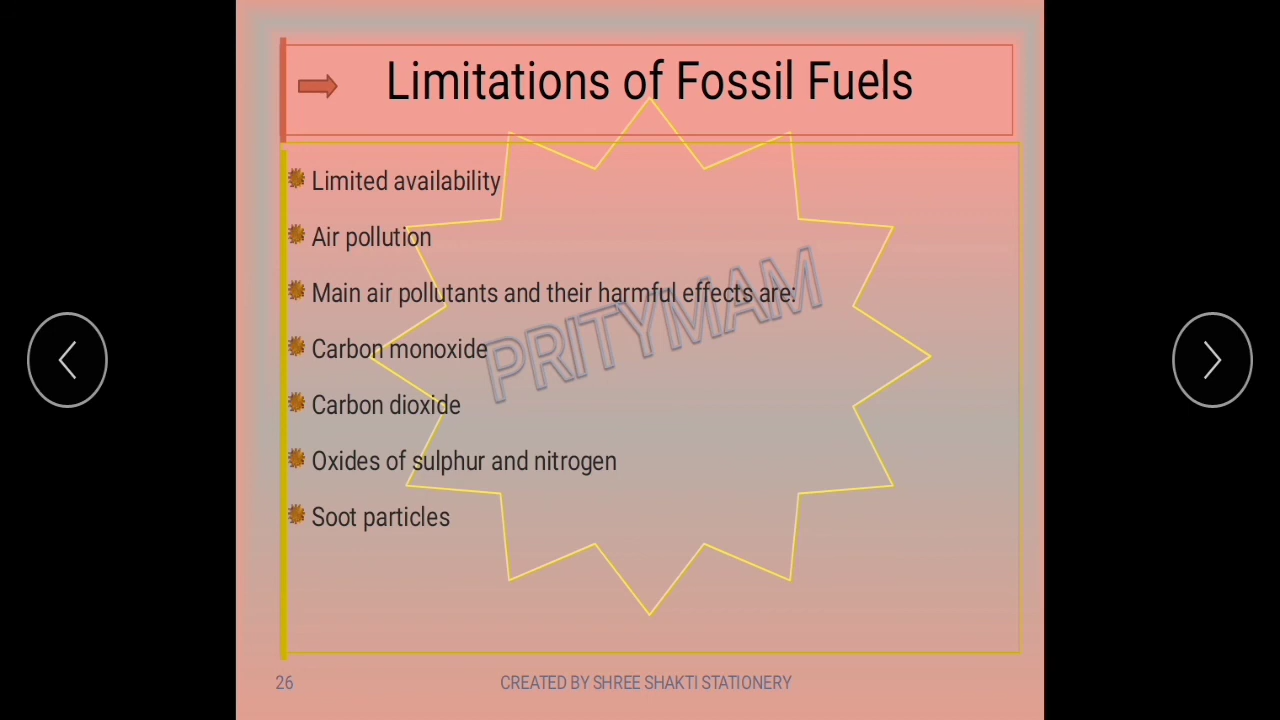 Limitations of Fossil Fuels
Limited availability
Air pollution
Main air pollutants and their harmful effects are:
Carbon monoxide
Carbon dioxide
Oxides of sulphur and nitrogen
Soot particles
PRITYMAM
26
CREATED BY SHREE SHAKTI STATIONERY